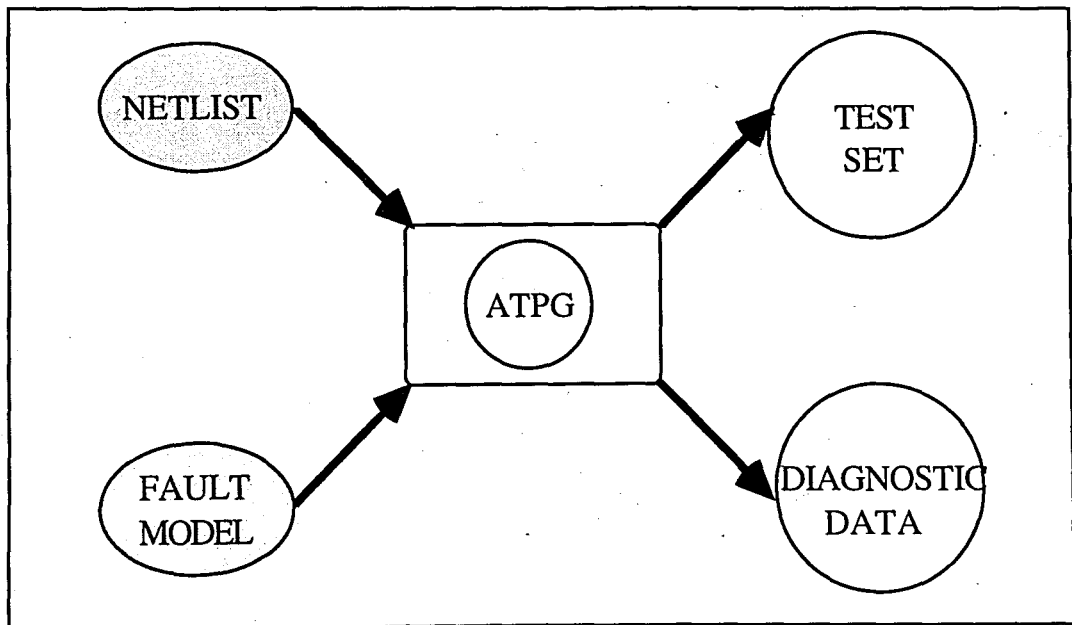 NETLIST
TEST
SET
ATPG
FAULT
MODEL
DIAGNOSTIC
DATA